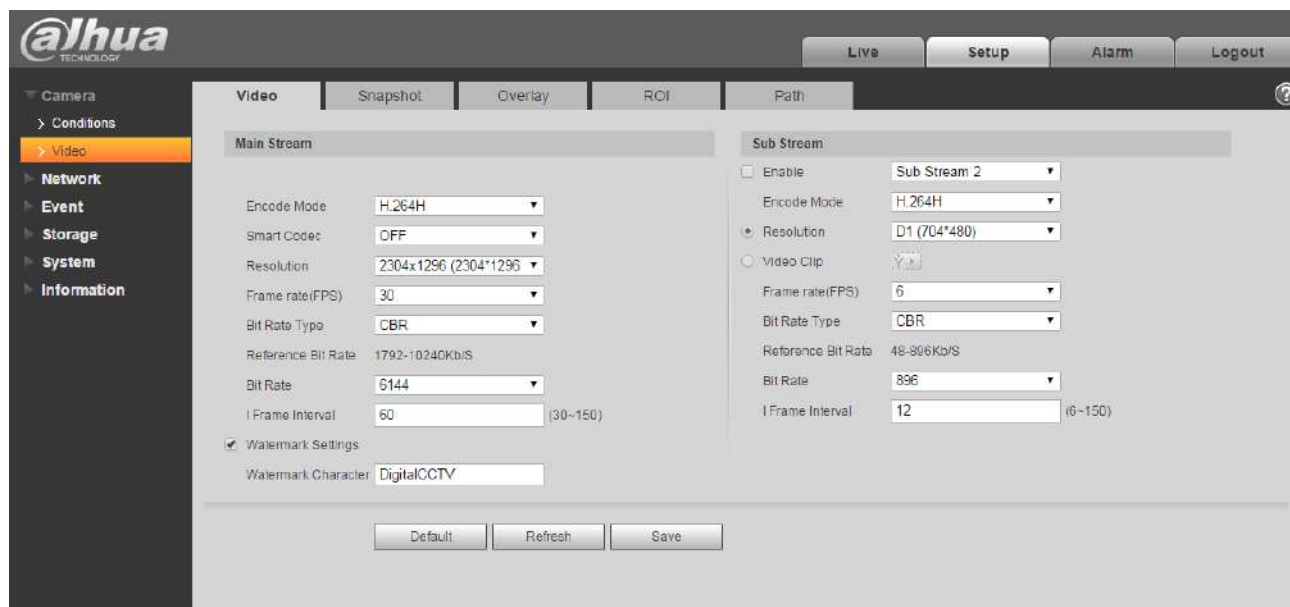 alhua
TECHNOLOGY
Live Setup Alarm Logout
Camera
Conditions
Video
Network
Event
Storage
System
Information
Video Snapshot Overlay ROI Path
?
Main Stream
Encode Mode H.264H
Smart Codec OFF
Resolution 2304x1296 (2304*1296
Frame rate(FPS) 30
Bit Rate Type CBR
Reference Bit Rate 1792-10240Kb/S
Bit Rate 6144
I Frame Interval 60 (30~150)
Watermark Settings
Watermark Character DigitalCCTV
Sub Stream
Enable Sub Stream 2
Encode Mode H.264H
Resolution D1 (704*480)
Video Clip
Frame rate(FPS) 6
Bit Rate Type CBR
Reference Bit Rate 48-896Kb/S
Bit Rate 896
I Frame Interval 12 (6~150)
Default Refresh Save